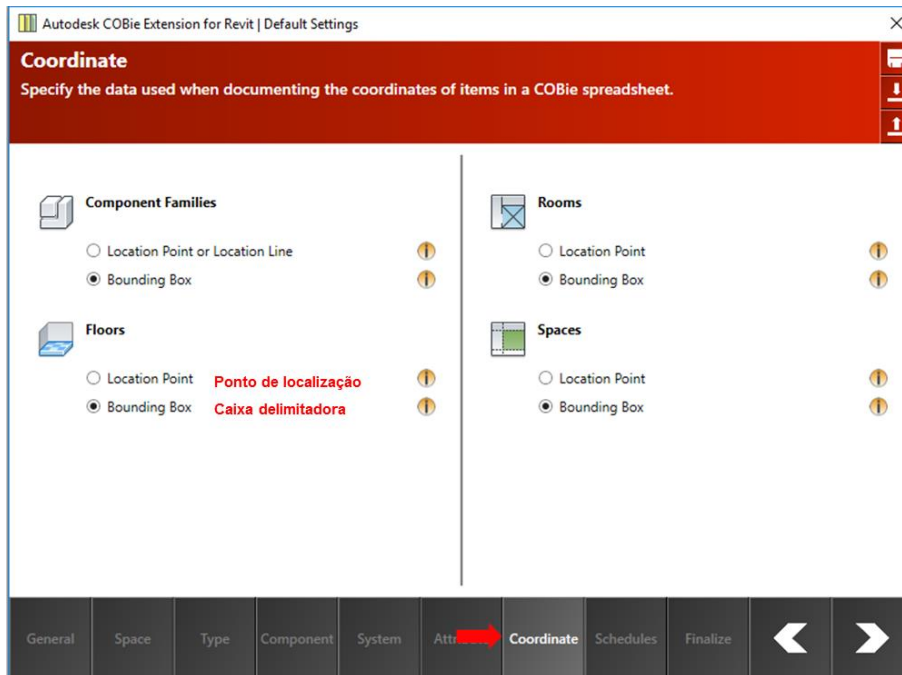 Autodesk COBie Extension for Revit | Default Settings
Coordinate
Specify the data used when documenting the coordinates of items in a COBie spreadsheet.
Component Families
Location Point or Location Line
Bounding Box
Floors
Location Point Ponto de localização
Bounding Box Caixa delimitadora
Rooms
Location Point
Bounding Box
Spaces
Location Point
Bounding Box
General Space Type Component System Coordinate Schedules Finalize